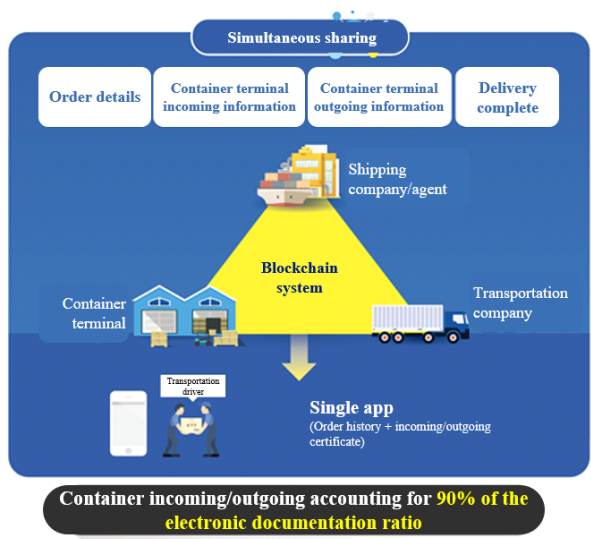 Simultaneous sharing
Order details
Container terminal
incoming information
Container terminal
outgoing information
Delivery
complete
Shipping
company/agent
Blockchain
system
Container
terminal
Transportation
company
Transportation
driver
Single app
(Order history + incoming/outgoing
certificate)
Container incoming/outgoing accounting for 90% of the
electronic documentation ratio